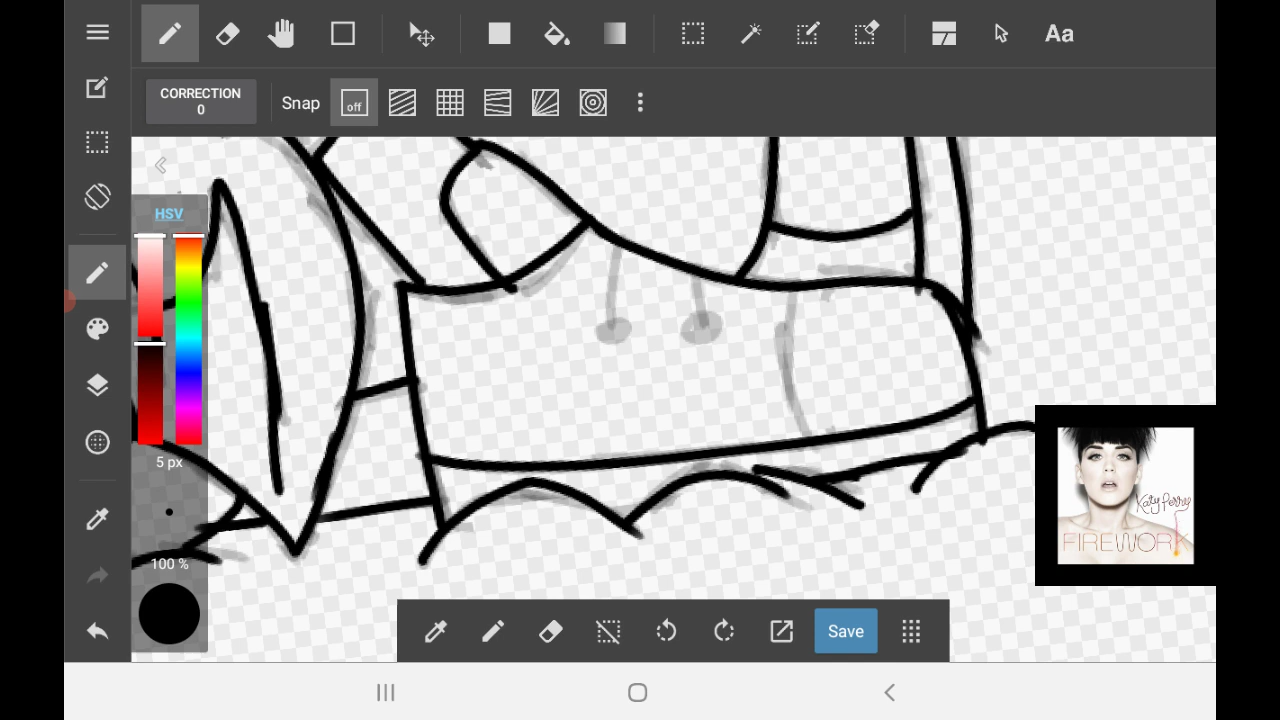 Aa
CORRECTION
0
Snap
off
HSV
5 px
100 %
Katy Perry
FIREWORK
Save